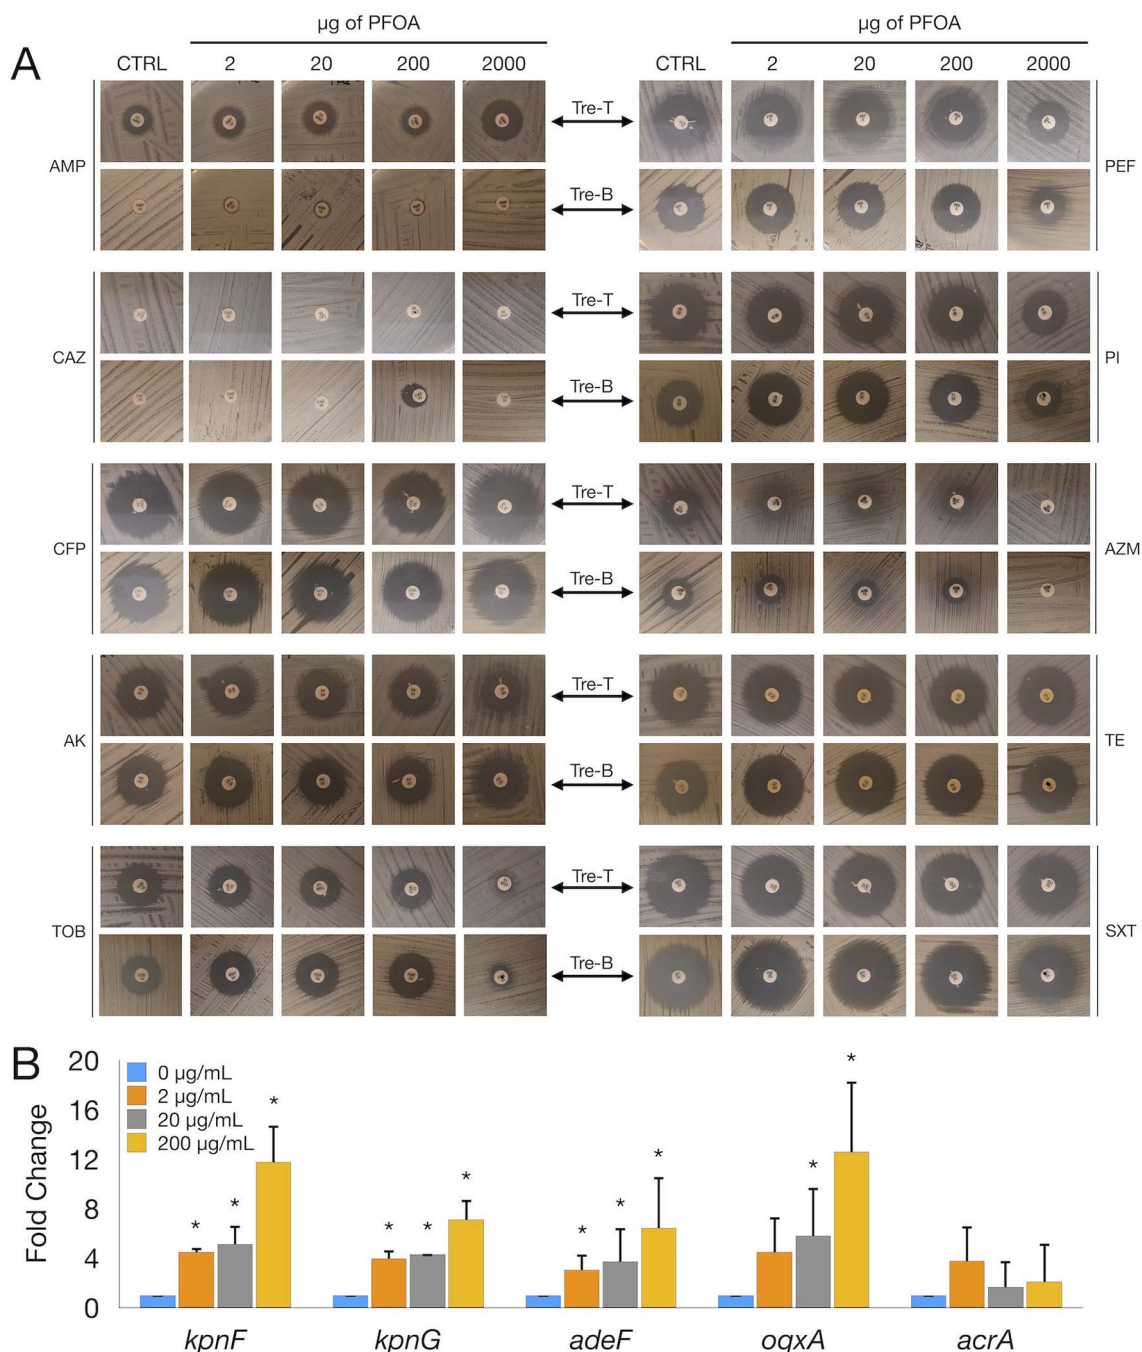 A
µg of PFOA
µg of PFOA
CTRL 2 20 200 2000
CTRL 2 20 200 2000
AMP
Tre-T
Tre-B
PEF
CAZ
Tre-T
Tre-B
PI
CFP
Tre-T
Tre-B
AZM
AK
Tre-T
Tre-B
TE
TOB
Tre-T
Tre-B
SXT
B
Fold Change
20
16
12
8
4
0
0 µg/mL
2 µg/mL
20 µg/mL
200 µg/mL
* * *
* * *
* * *
* *
kpnF kpnG adeF oqxA acrA